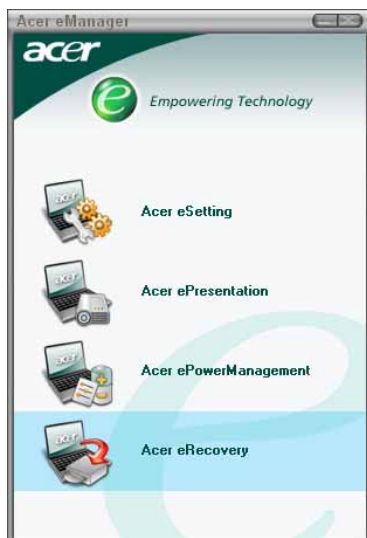 Acer eManager
acer
e Empowering Technology
Acer eSetting
Acer ePresentation
Acer ePowerManagement
Acer eRecovery